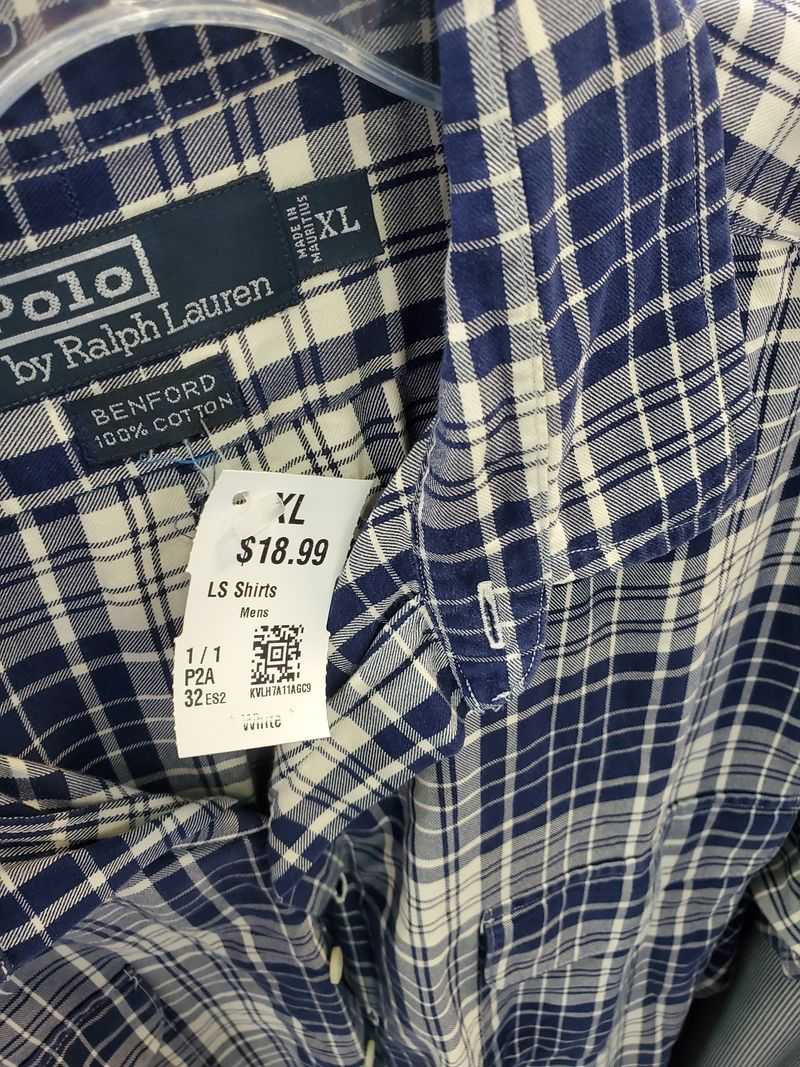 Polo
by Ralph Lauren
MADE IN
MAURITIUS
XL
BENFORD
100% COTTON
XL
$18.99
LS Shirts
Mens
1 / 1
P2A
32 ES2
KVLH7A11AGC9
White